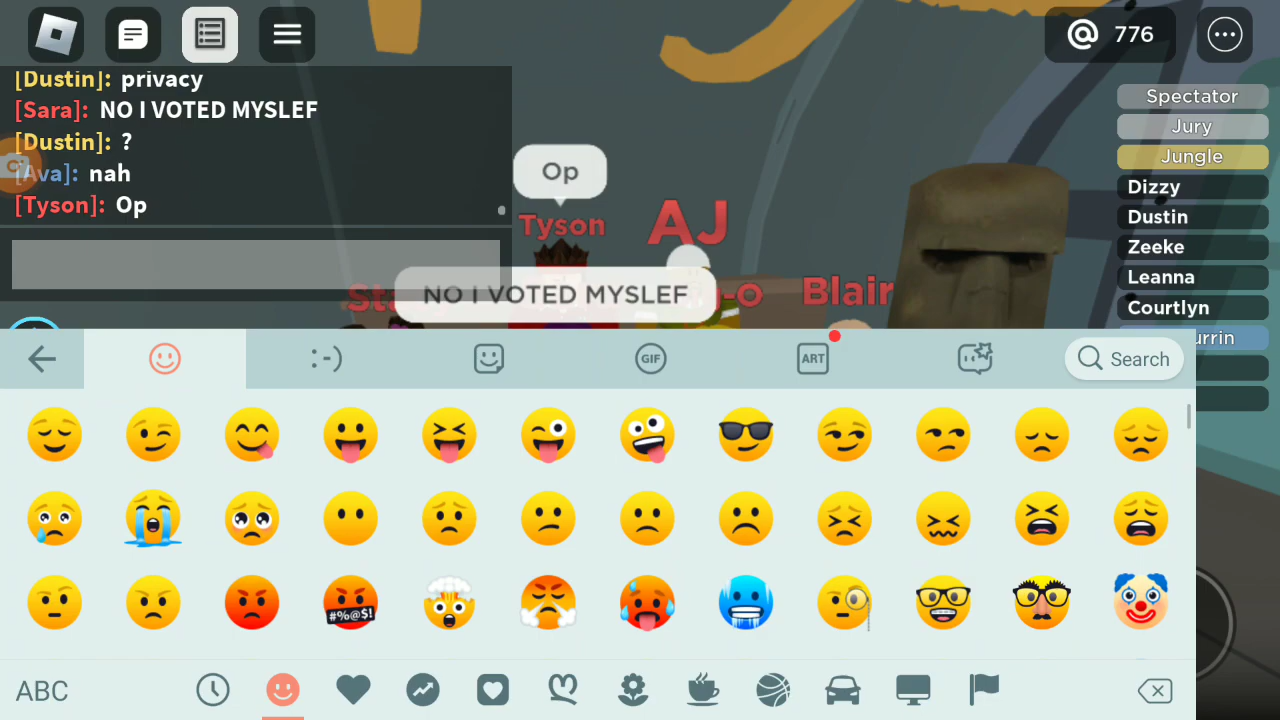 776
[Dustin]: privacy
[Sara]: NO I VOTED MYSLEF
[Dustin]: ?
[Ava]: nah
[Tyson]: Op
Op
Tyson
AJ
NO I VOTED MYSLEF
Blair
Spectator
Jury
Jungle
Dizzy
Dustin
Zeeke
Leanna
Courtlyn
:-)
GIF
ART
Search
#%@$!
ABC